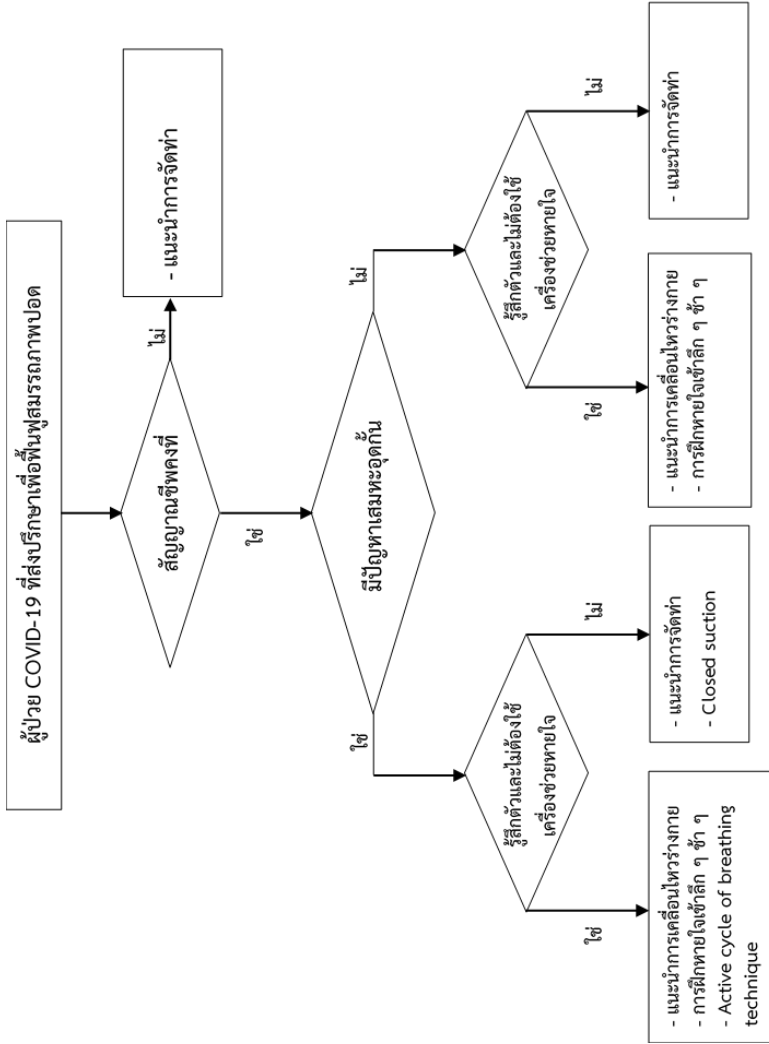 ผู้ป่วย COVID-19 ที่ส่งปรึกษาเพื่อฟื้นฟูสมรรถภาพปอด
สัญญาณชีพคงที่
ไม่
- แนะนำการจัดท่า
ใช่
มีปัญหาเสมหะอุดกั้น
ใช่
ไม่
รู้สึกตัวและไม่ต้องใช้
เครื่องช่วยหายใจ
รู้สึกตัวและไม่ต้องใช้
เครื่องช่วยหายใจ
ใช่
ไม่
ใช่
ไม่
- แนะนำการเคลื่อนไหวร่างกาย
- การฝึกหายใจเข้าลึก ๆ ช้า ๆ
- Active cycle of breathing
technique
- แนะนำการจัดท่า
- Closed suction
- แนะนำการเคลื่อนไหวร่างกาย
- การฝึกหายใจเข้าลึก ๆ ช้า ๆ
- แนะนำการจัดท่า